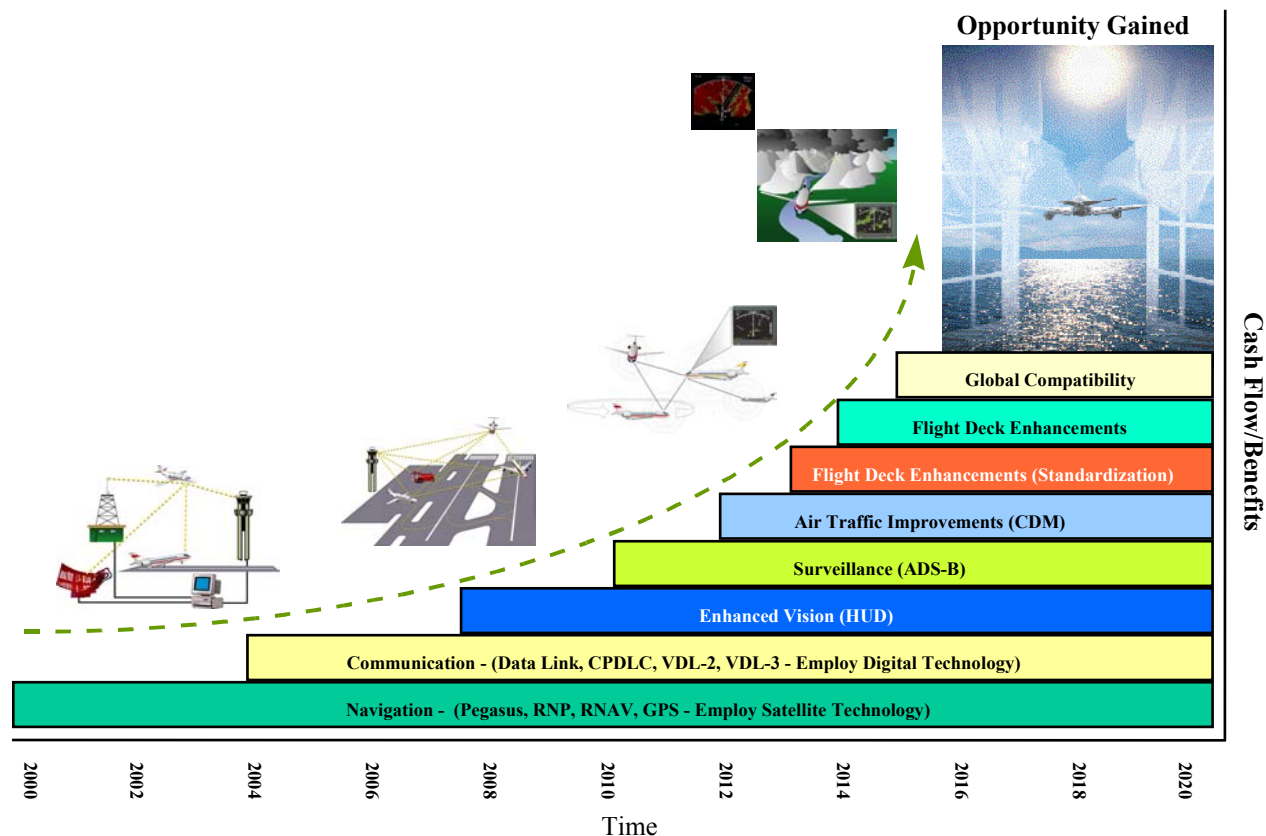 Opportunity Gained
Cash Flow/Benefits
Global Compatibility
Flight Deck Enhancements
Flight Deck Enhancements (Standardization)
Air Traffic Improvements (CDM)
Surveillance (ADS-B)
Enhanced Vision (HUD)
Communication - (Data Link, CPDLC, VDL-2, VDL-3 - Employ Digital Technology)
Navigation - (Pegasus, RNP, RNAV, GPS - Employ Satellite Technology)
2000
2002
2004
2006
2008
2010
2012
2014
2016
2018
2020
Time